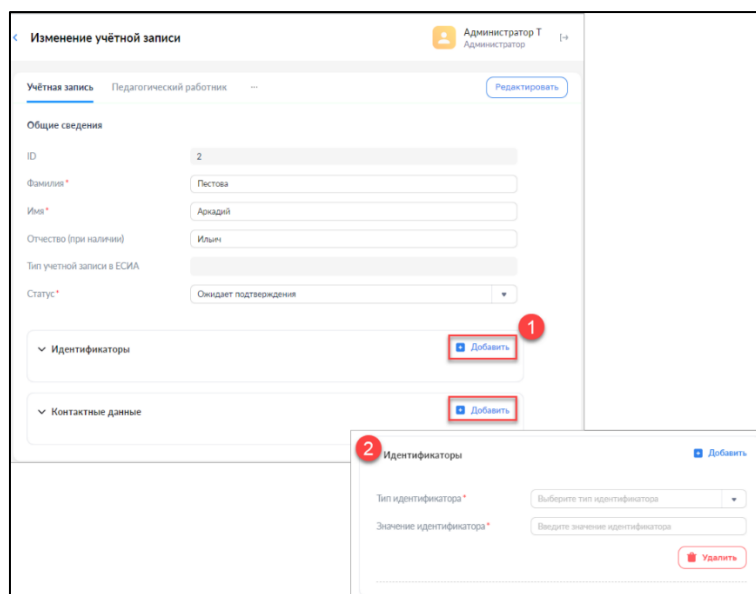 Изменение учётной записи
Администратор Т
Администратор
Учётная запись Педагогический работник ... Редактировать
Общие сведения
ID 2
Фамилия * Пестова
Имя * Аркадий
Отчество (при наличии) Ильич
Тип учетной записи в ЕСИА
Статус * Ожидает подтверждения
1
Идентификаторы Добавить
Контактные данные Добавить
2
Идентификаторы Добавить
Тип идентификатора * Выберите тип идентификатора
Значение идентификатора * Введите значение идентификатора
Удалить